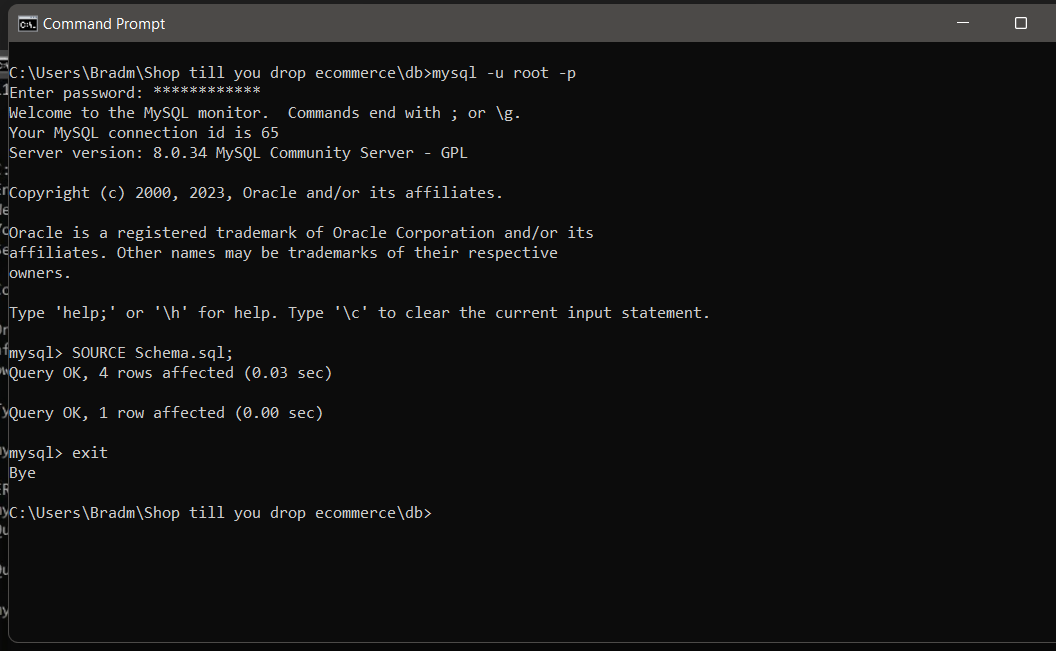 Command Prompt
C:\Users\Bradm\Shop till you drop ecommerce\db>mysql -u root -p
Enter password: ************
Welcome to the MySQL monitor.  Commands end with ; or \g.
Your MySQL connection id is 65
Server version: 8.0.34 MySQL Community Server - GPL
Copyright (c) 2000, 2023, Oracle and/or its affiliates.
Oracle is a registered trademark of Oracle Corporation and/or its
affiliates. Other names may be trademarks of their respective
owners.
Type 'help;' or '\h' for help. Type '\c' to clear the current input statement.
mysql> SOURCE Schema.sql;
Query OK, 4 rows affected (0.03 sec)
Query OK, 1 row affected (0.00 sec)
mysql> exit
Bye
C:\Users\Bradm\Shop till you drop ecommerce\db>